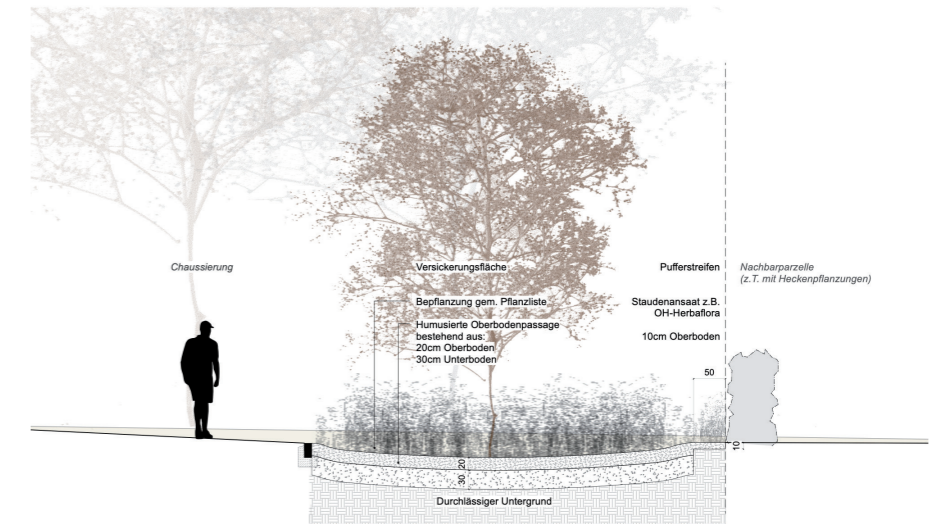 Chaussierung
Versickerungsfläche
Pufferstreifen
Nachbarparzelle
(z.T. mit Heckenpflanzungen)
Bepflanzung gem. Pflanzliste
Humusierte Oberbodenpassage
bestehend aus:
20cm Oberboden
30cm Unterboden
Staudenansaat z.B.
OH-Herbaflora
10cm Oberboden
50
10
20
30
Durchlässiger Untergrund